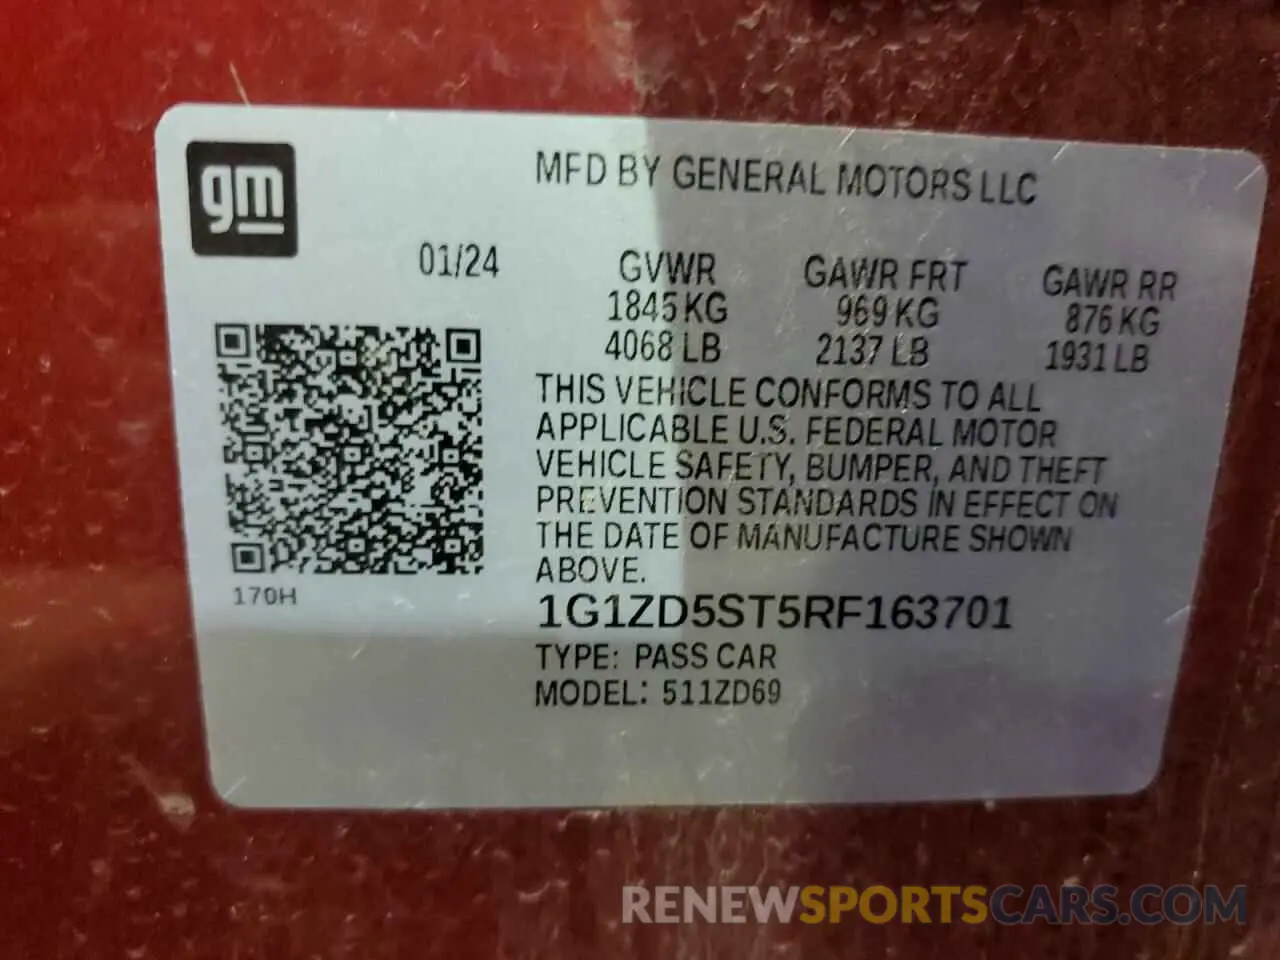 gm
MFD BY GENERAL MOTORS LLC
01/24
GVWR GAWR FRT GAWR RR
1845 KG 969 KG 876 KG
4068 LB 2137 LB 1931 LB
THIS VEHICLE CONFORMS TO ALL
APPLICABLE U.S. FEDERAL MOTOR
VEHICLE SAFETY, BUMPER, AND THEFT
PREVENTION STANDARDS IN EFFECT ON
THE DATE OF MANUFACTURE SHOWN
ABOVE.
170H
1G1ZD5ST5RF163701
TYPE: PASS CAR
MODEL: 511ZD69
RENEWSPORTSCARS.COM